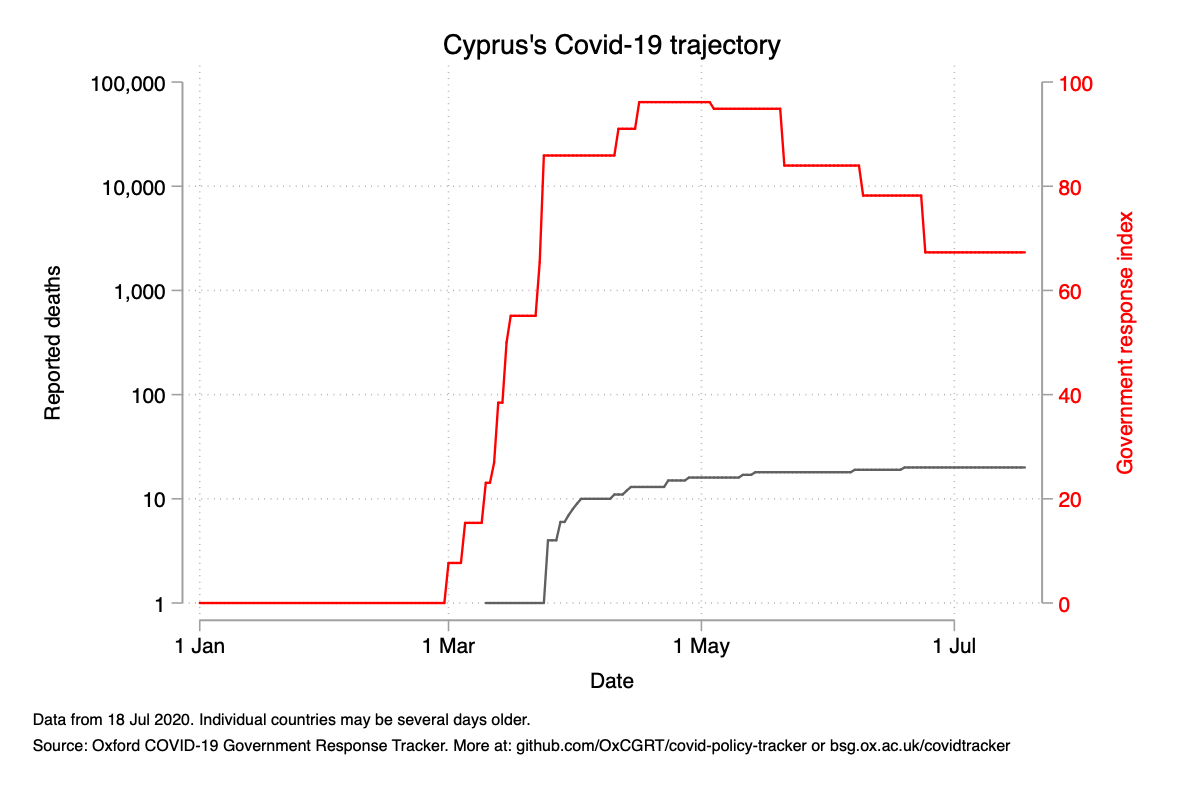 Cyprus's Covid-19 trajectory
100,000
10,000
1,000
100
10
1
Reported deaths
100
80
60
40
20
0
Government response index
1 Jan
1 Mar
1 May
1 Jul
Date
Data from 18 Jul 2020. Individual countries may be several days older.
Source: Oxford COVID-19 Government Response Tracker. More at: github.com/OxCGRT/covid-policy-tracker or bsg.ox.ac.uk/covidtracker